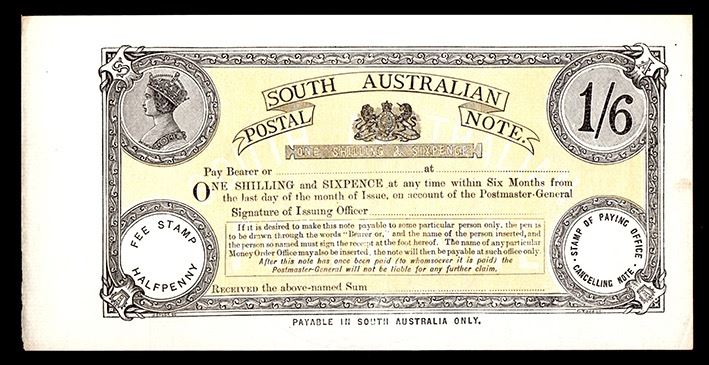 SOUTH AUSTRALIAN
POSTAL NOTE.
1/6
ONE SHILLING & SIXPENCE
Pay Bearer or at
ONE SHILLING and SIXPENCE at any time within Six Months from
the last day of the month of Issue, on account of the Postmaster-General
Signature of Issuing Officer
If it is desired to make this note payable to some particular person only, the pen is
to be drawn through the words "Bearer or," and the name of the person inserted, and
the person so named must sign the receipt at the foot hereof. The name of any particular
Money Order Office may also be inserted, the note will then be payable at such office only.
After this note has once been paid (to whomsoever it is paid) the
Postmaster-General will not be liable for any further claim.
RECEIVED the above-named Sum
FEE STAMP
HALFPENNY
STAMP OF PAYING OFFICE
CANCELLING NOTE.
PAYABLE IN SOUTH AUSTRALIA ONLY.